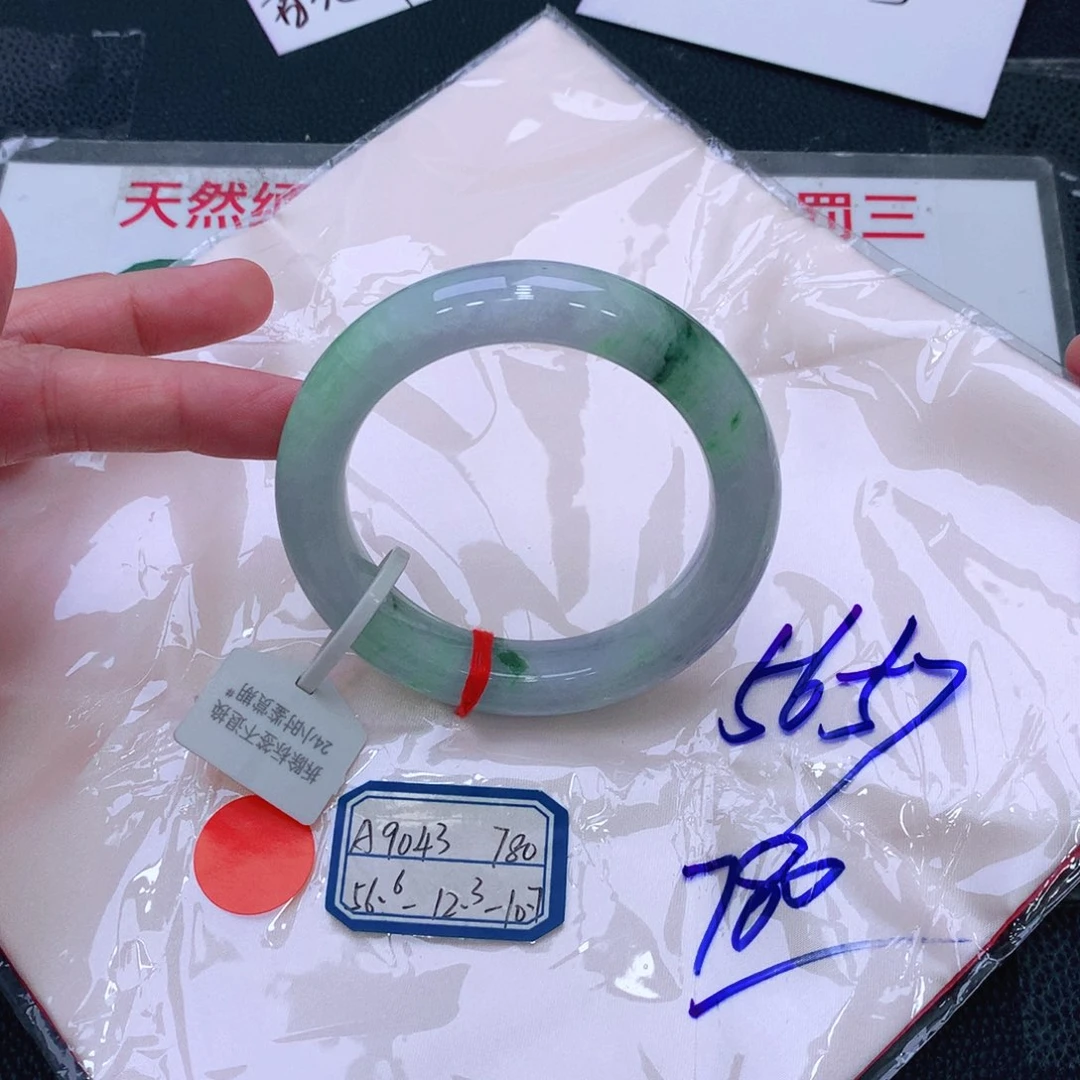 天然
罚三
拆除标签不退换
24小时鉴赏期*
A9043 780
56.6-12.3-10.7
5657
780